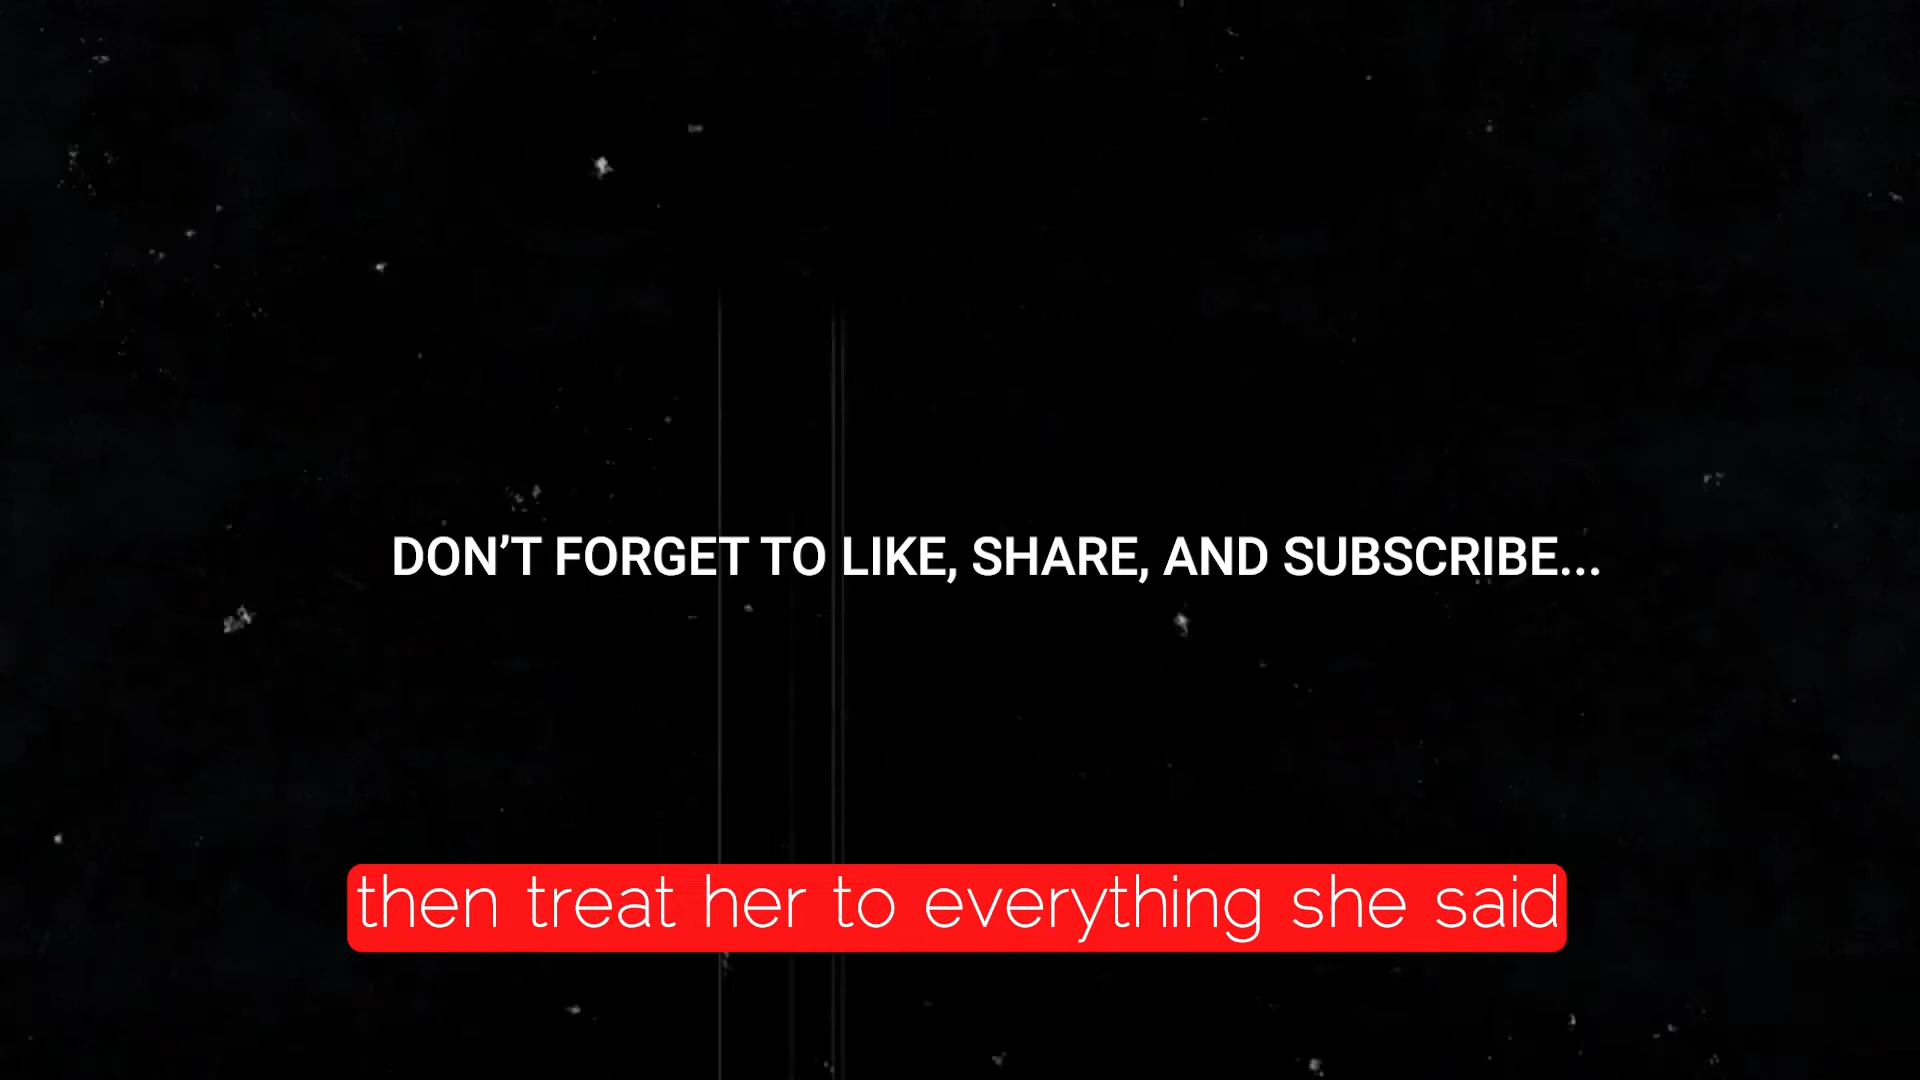 DON’T FORGET TO LIKE, SHARE, AND SUBSCRIBE...
then treat her to everything she said